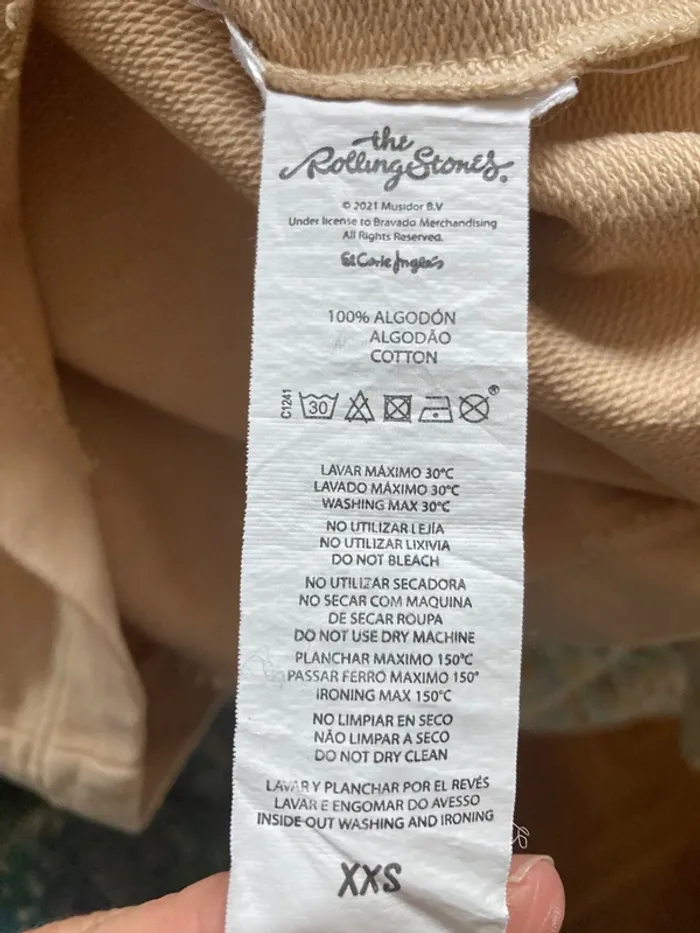 the
Rolling Stones.
© 2021 Musidor B.V
Under license to Bravado Merchandising
All Rights Reserved.
El Corte Inglés
100% ALGODÓN
ALGODÃO
COTTON
C1241 30 ®
LAVAR MÁXIMO 30°C
LAVADO MÁXIMO 30°C
WASHING MAX 30°C
NO UTILIZAR LEJÍA
NO UTILIZAR LIXIVIA
DO NOT BLEACH
NO UTILIZAR SECADORA
NO SECAR COM MAQUINA
DE SECAR ROUPA
DO NOT USE DRY MACHINE
PLANCHAR MAXIMO 150°C
PASSAR FERRO MAXIMO 150°
IRONING MAX 150°C
NO LIMPIAR EN SECO
NÃO LIMPAR A SECO
DO NOT DRY CLEAN
LAVAR Y PLANCHAR POR EL REVÉS
LAVAR E ENGOMAR DO AVESSO
INSIDE OUT WASHING AND IRONING
XXS